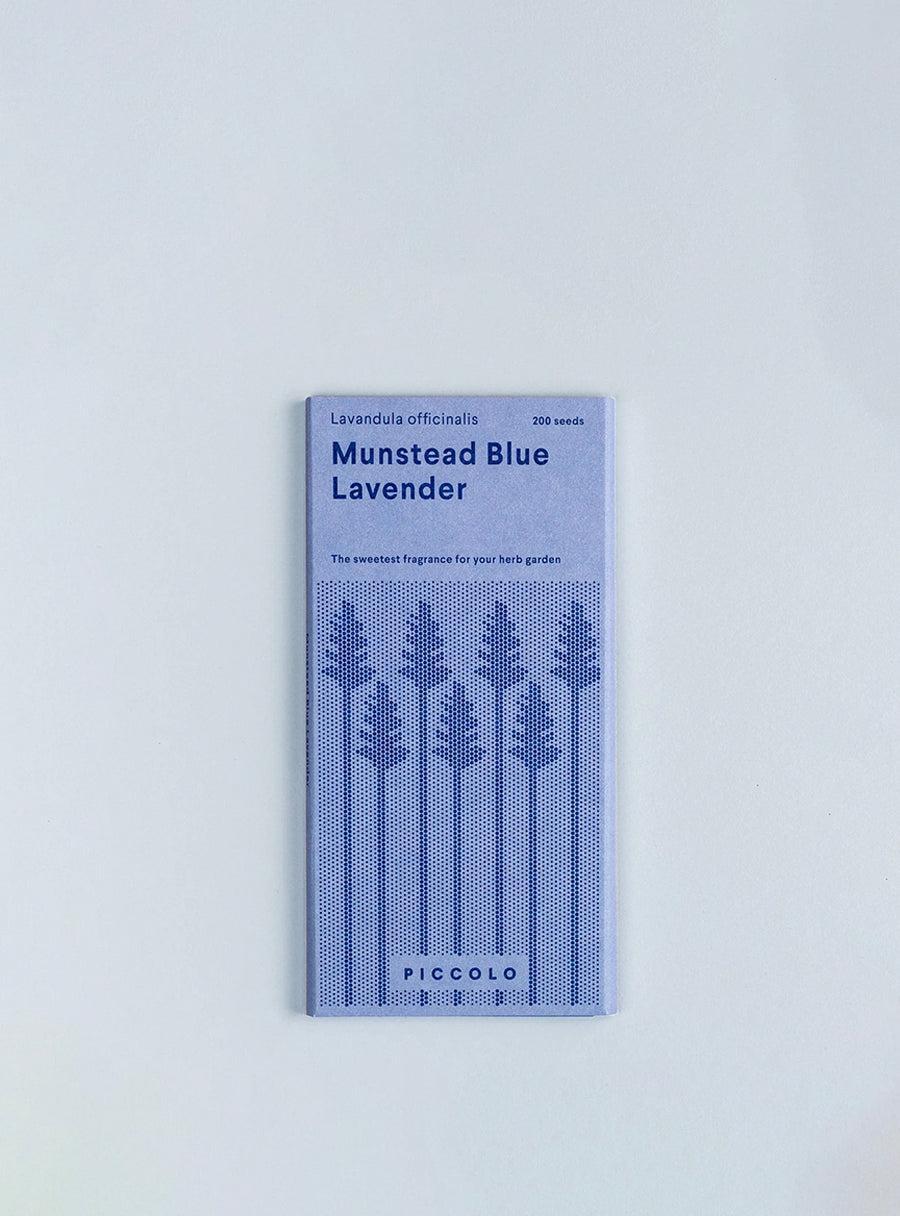 Lavandula officinalis
200 seeds
Munstead Blue
Lavender
The sweetest fragrance for your herb garden
PICCOLO